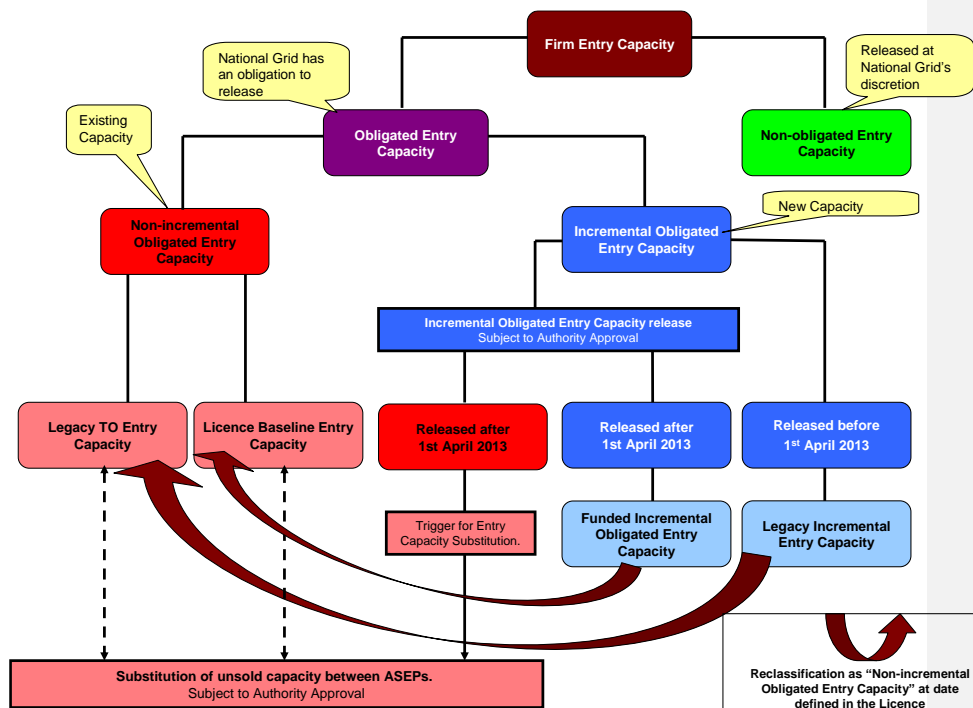 Firm Entry Capacity
National Grid has
an obligation to
release
Released at
National Grid's
discretion
Existing
Capacity
Obligated Entry
Capacity
Non-obligated Entry
Capacity
New Capacity
Non-incremental
Obligated Entry
Capacity
Incremental Obligated
Entry Capacity
Incremental Obligated Entry Capacity release
Subject to Authority Approval
Legacy TO Entry
Capacity
Licence Baseline Entry
Capacity
Released after
1st April 2013
Released after
1st April 2013
Released before
1st April 2013
Trigger for Entry
Capacity Substitution.
Funded Incremental
Obligated Entry
Capacity
Legacy Incremental
Entry Capacity
Substitution of unsold capacity between ASEPs.
Subject to Authority Approval
Reclassification as “Non-incremental
Obligated Entry Capacity” at date
defined in the Licence